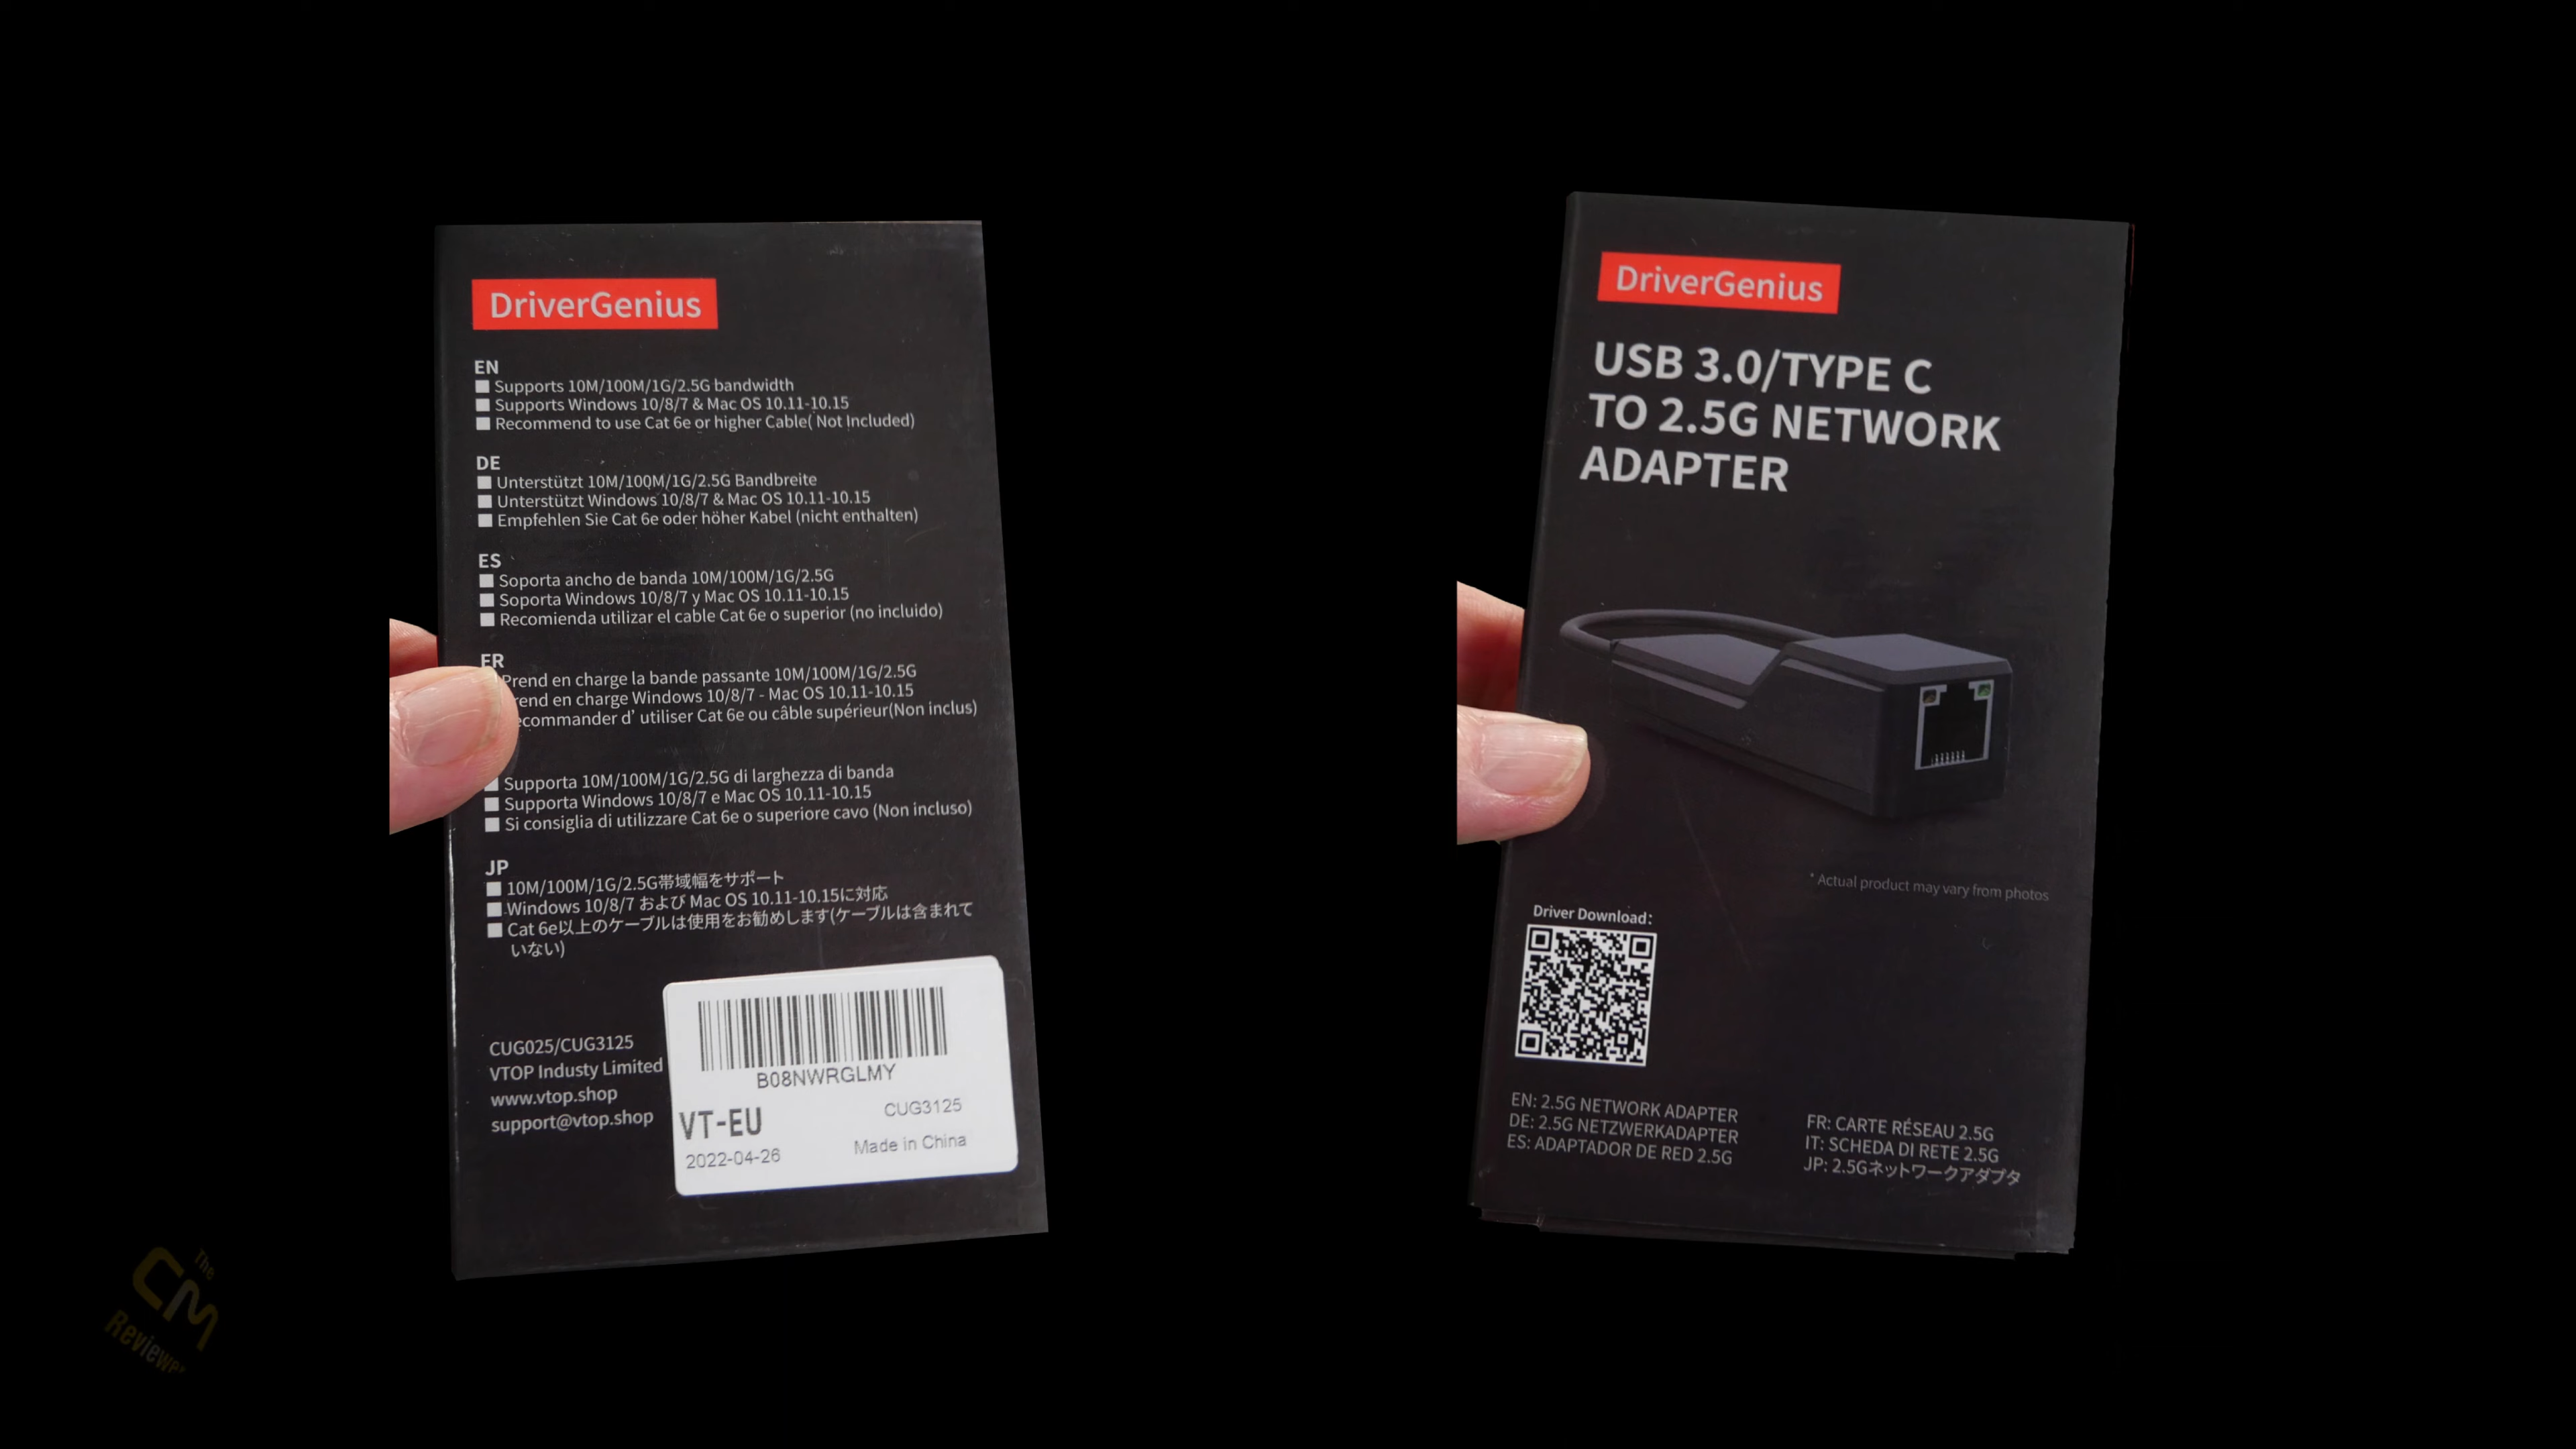 DriverGenius
EN
Supports 10M/100M/1G/2.5G bandwidth
Supports Windows 10/8/7 & Mac OS 10.11-10.15
Recommend to use Cat 6e or higher Cable( Not Included)
DE
Unterstützt 10M/100M/1G/2.5G Bandbreite
Unterstützt Windows 10/8/7 & Mac OS 10.11-10.15
Empfehlen Sie Cat 6e oder höher Kabel (nicht enthalten)
ES
Soporta ancho de banda 10M/100M/1G/2.5G
Soporta Windows 10/8/7 y Mac OS 10.11-10.15
Recomienda utilizar el cable Cat 6e o superior (no incluido)
FR
Prend en charge la bande passante 10M/100M/1G/2.5G
rend en charge Windows 10/8/7 - Mac OS 10.11-10.15
ecommander d’ utiliser Cat 6e ou câble supérieur(Non inclus)
Supporta 10M/100M/1G/2.5G di larghezza di banda
Supporta Windows 10/8/7 e Mac OS 10.11-10.15
Si consiglia di utilizzare Cat 6e o superiore cavo (Non incluso)
JP
10M/100M/1G/2.5G帯域幅をサポート
Windows 10/8/7 および Mac OS 10.11-10.15に対応
Cat 6e以上のケーブルは使用をお勧めします(ケーブルは含まれて
いない)
CUG025/CUG3125
VTOP Industy Limited
www.vtop.shop
support@vtop.shop
B08NWRGLMY
VT-EU
CUG3125
2022-04-26
Made in China
DriverGenius
USB 3.0/TYPE C
TO 2.5G NETWORK
ADAPTER
* Actual product may vary from photos
Driver Download:
EN: 2.5G NETWORK ADAPTER
DE: 2.5G NETZWERKADAPTER
ES: ADAPTADOR DE RED 2.5G
FR: CARTE RÉSEAU 2.5G
IT: SCHEDA DI RETE 2.5G
JP: 2.5Gネットワークアダプタ
The
CM
Reviewer